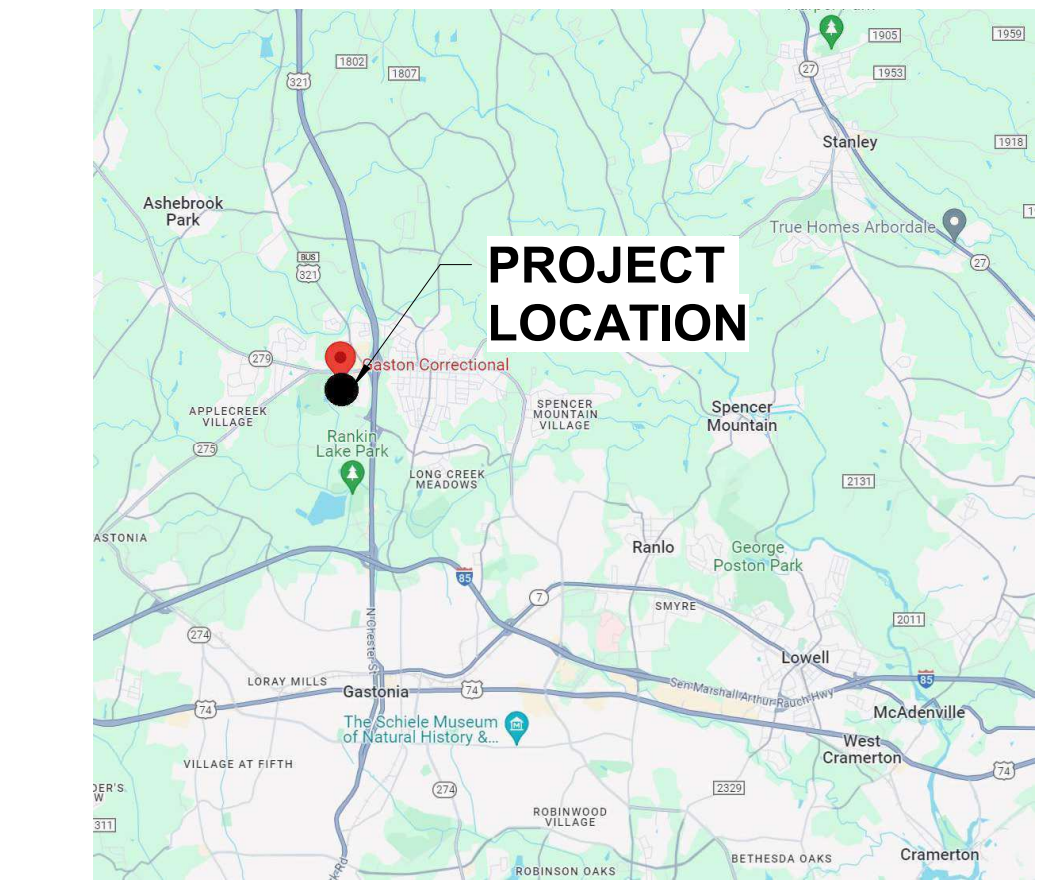 1905
1959
321
1802
1807
27
1953
Stanley
1918
Ashebrook
Park
True Homes Arbordale
27
BUS
321
PROJECT
LOCATION
279
Gaston Correctional
APPLECREEK
VILLAGE
SPENCER
MOUNTAIN
VILLAGE
Spencer
Mountain
Rankin
Lake Park
275
LONG CREEK
MEADOWS
2131
ASTONIA
Ranlo
George
Poston Park
85
7
SMYRE
N Chester St
2011
274
Lowell
LORAY MILLS
Gastonia
74
Sen Marshall Arthur Rauch Hwy
85
74
McAdenville
The Schiele Museum
of Natural History &...
West
Cramerton
VILLAGE AT FIFTH
74
DER'S
W
274
2329
311
ROBINWOOD
VILLAGE
BETHESDA OAKS
Cramerton
ROBINSON OAKS